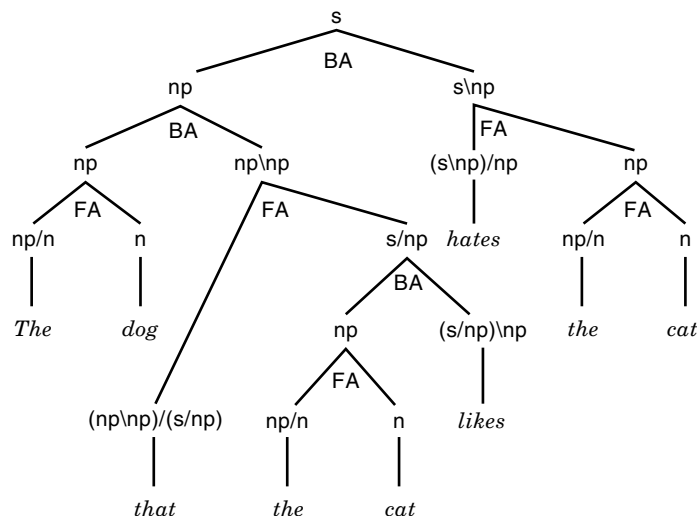 s
BA
np s\np
BA FA
np np\np (s\np)/np np
FA FA FA
np/n n s/np hates np/n n
BA
The dog np (s/np)\np the cat
FA
(np\np)/(s/np) np/n n likes
that the cat